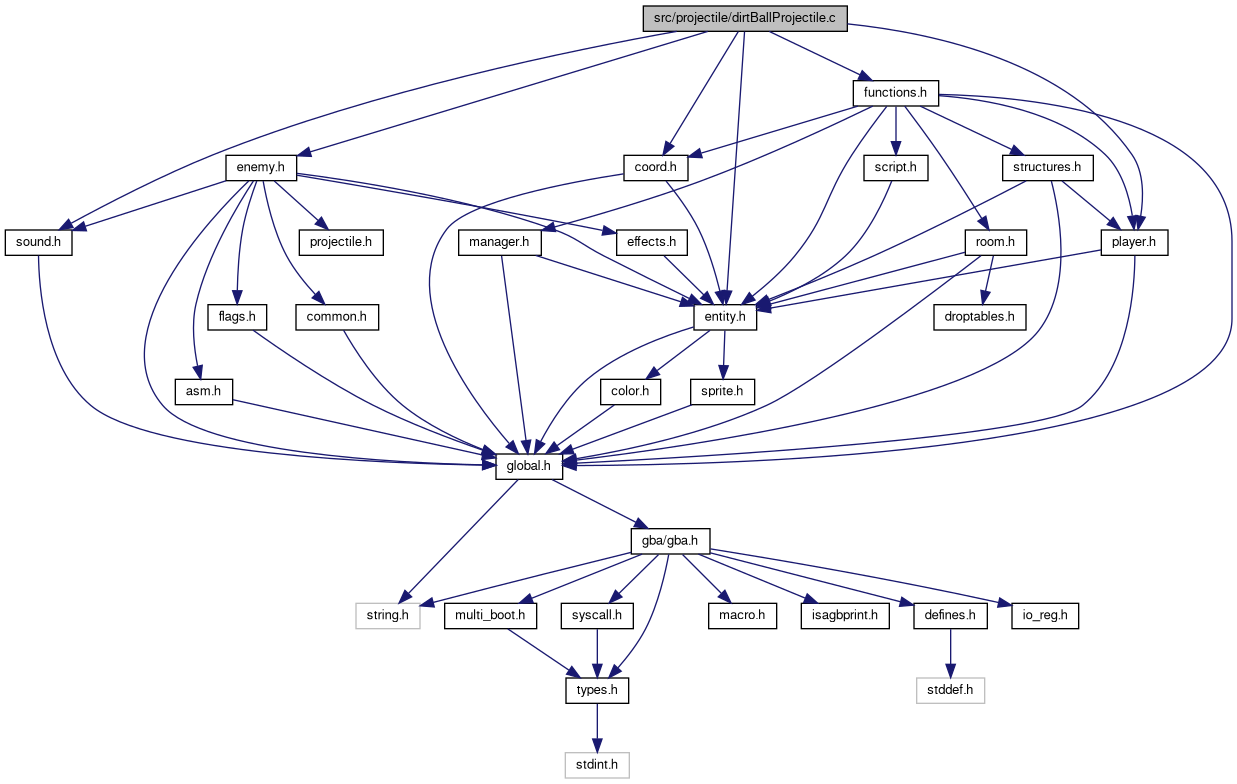 src/projectile/dirtBallProjectile.c
functions.h
enemy.h
coord.h
script.h
structures.h
sound.h
projectile.h
manager.h
effects.h
room.h
player.h
flags.h
common.h
entity.h
droptables.h
asm.h
color.h
sprite.h
global.h
gba/gba.h
string.h
multi_boot.h
syscall.h
macro.h
isagbprint.h
defines.h
io_reg.h
types.h
stddef.h
stdint.h